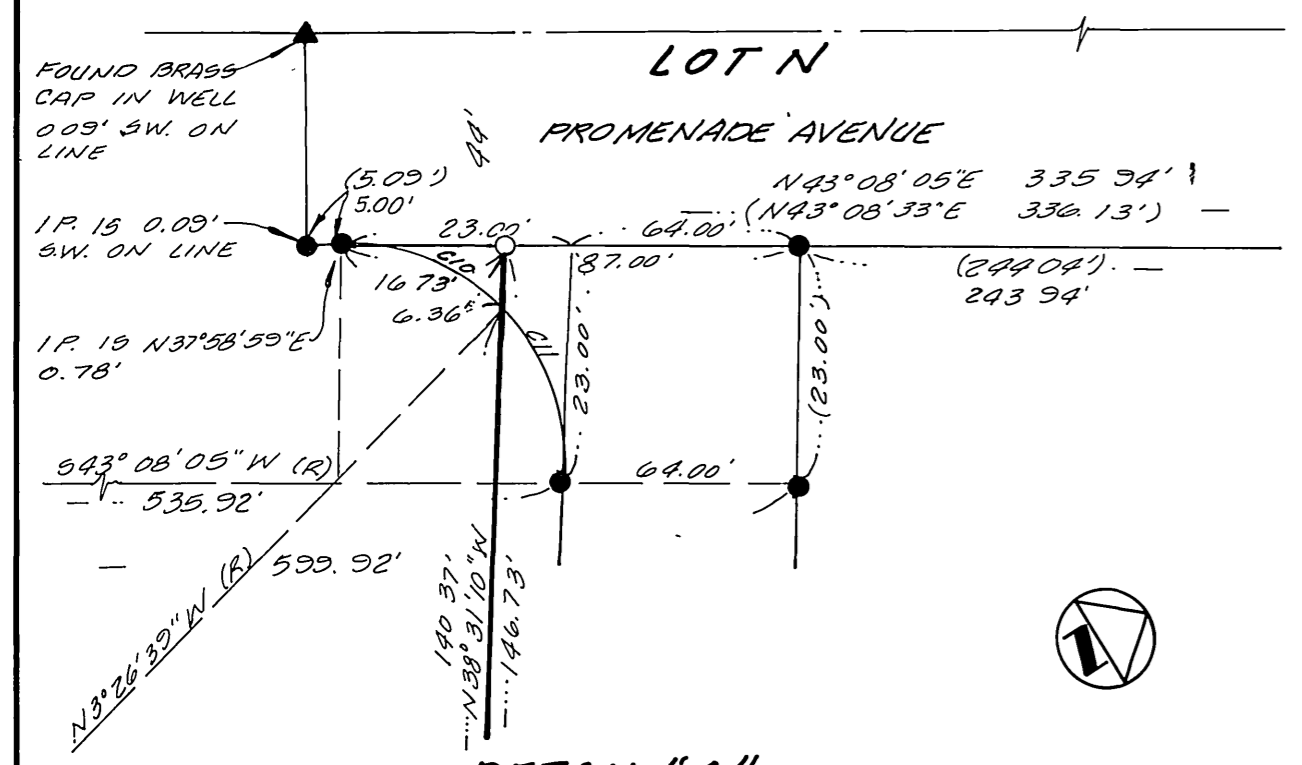 LOT N
FOUND BRASS
CAP IN WELL
0 09' SW. ON
LINE
44'
PROMENADE AVENUE
(5.09')
5.00'
N43°08'05"E 335 94'
(N43°08'33"E 336.13')
I P. IS 0.09'
S.W. ON LINE
23.00'
64.00'
C10
87.00'
(244 04')
243 94'
16 73'
6.36'
I P. IS N37°58'59"E
0.78'
C11
23.00'
(23.00')
S43°08'05"W (R)
535.92'
64.00'
N3°26'39"W (R)
599.92'
140 37'
N38°31'10"W
146.73'
Z